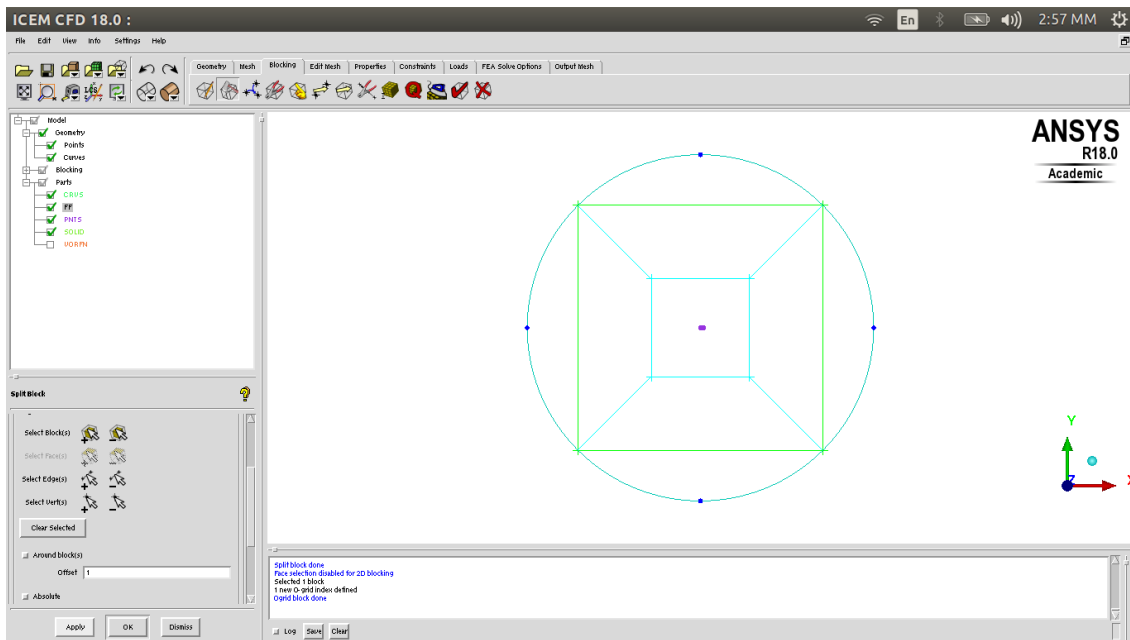 ICEM CFD 18.0 :
En
2:57 MM
File Edit View Info Settings Help
Geometry Mesh Blocking Edit Mesh Properties Constraints Loads FEA Solve Options Output Mesh
LCS
Model
Geometry
Points
Curves
Blocking
Parts
CRVS
FF
PNTS
SOLID
VORFN
ANSYS
R18.0
Academic
Split Block
Select Block(s)
Select Face(s)
Select Edge(s)
Select Vert(s)
Clear Selected
Around block(s)
Offset 1
Absolute
Apply OK Dismiss
Y
Z
X
Split block done
Face selection disabled for 2D blocking
Selected 1 block
1 new O-grid index defined
Ogrid block done
Log Save Clear